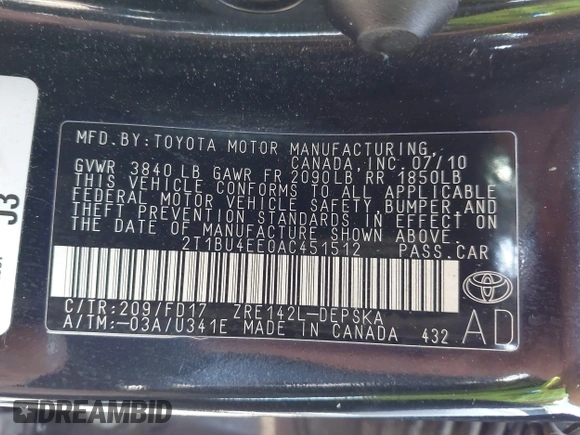 MFD. BY: TOYOTA MOTOR MANUFACTURING,
CANADA, INC. 07/10
GVWR 3840 LB GAWR FR 2090LB RR 1850LB
THIS VEHICLE CONFORMS TO ALL APPLICABLE
FEDERAL MOTOR VEHICLE SAFETY, BUMPER, AND
THEFT PREVENTION STANDARDS IN EFFECT ON
THE DATE OF MANUFACTURE SHOWN ABOVE.
2T1BU4EE0AC451512 PASS. CAR
C/TR: 209/FD17 ZRE142L-DEPSKA
A/TM: -03A/U341E MADE IN CANADA 432
AD
J3
DREAMBID